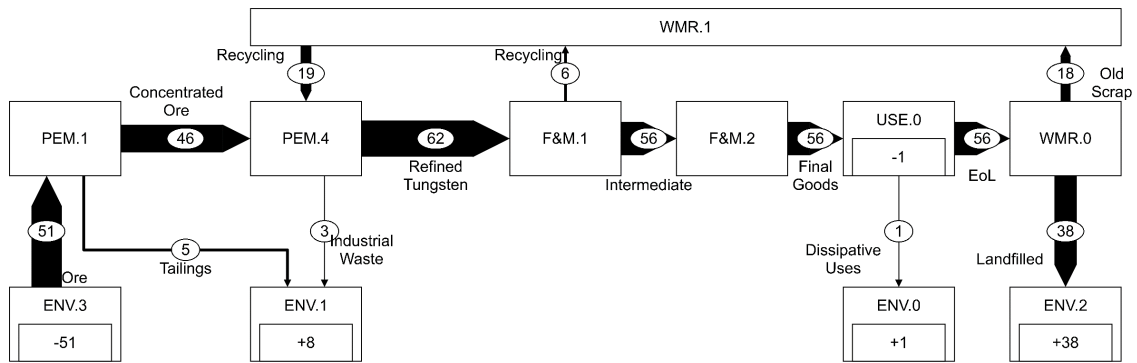 WMR.1
Recycling
19
Recycling
6
18
Old
Scrap
Concentrated
Ore
PEM.1
46
PEM.4
62
Refined
Tungsten
F&M.1
56
Intermediate
F&M.2
56
Final
Goods
USE.0
-1
56
EoL
WMR.0
51
Ore
5
Tailings
3
Industrial
Waste
1
Dissipative
Uses
38
Landfilled
ENV.3
-51
ENV.1
+8
ENV.0
+1
ENV.2
+38